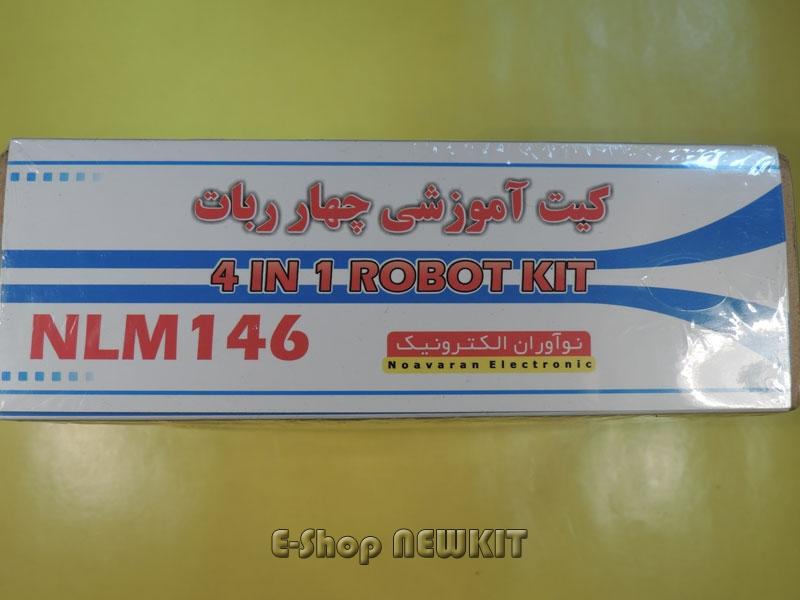 کیت آموزشی چهار ربات
4 IN 1 ROBOT KIT
NLM146
نوآوران الکترونیک
Noavaran Electronic
E-Shop NEWKIT